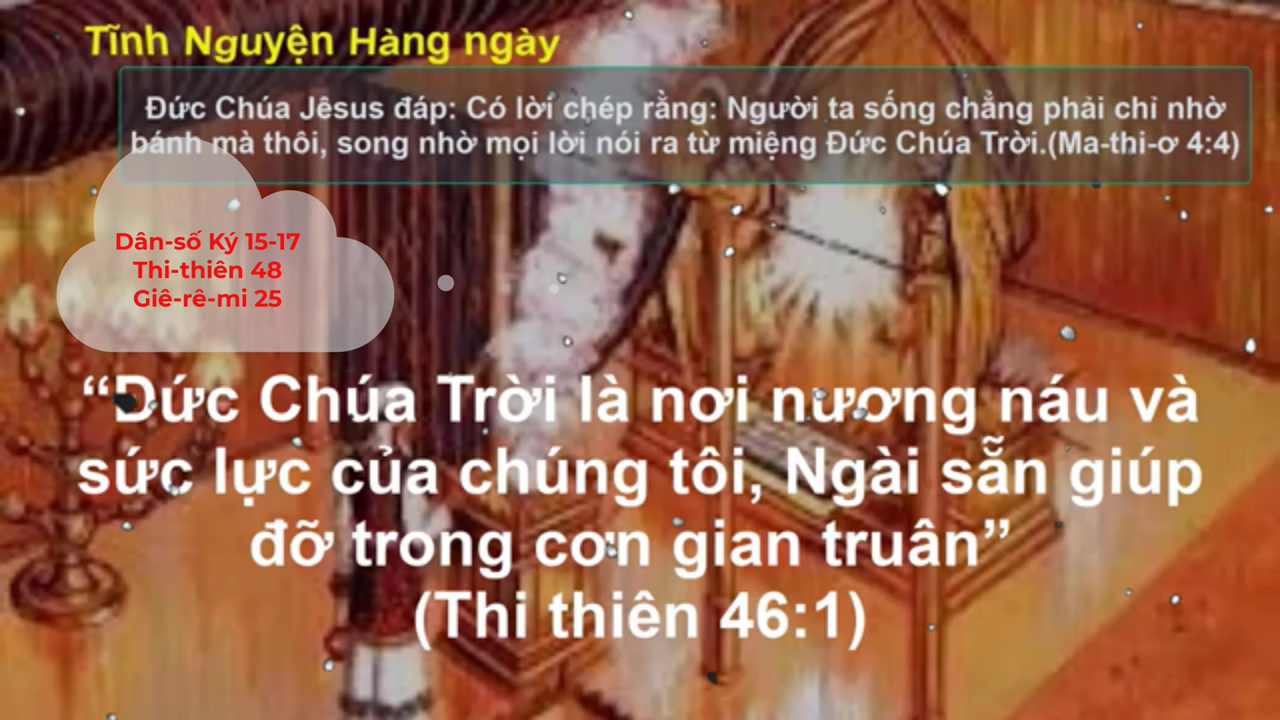 Tĩnh Nguyện Hàng ngày
Đức Chúa Jêsus đáp: Có lời chép rằng: Người ta sống chẳng phải chỉ nhờ
bánh mà thôi, song nhờ mọi lời nói ra từ miệng Đức Chúa Trời.(Ma-thi-ơ 4:4)
Dân-số Ký 15-17
Thi-thiên 48
Giê-rê-mi 25
“Đức Chúa Trời là nơi nương náu và
sức lực của chúng tôi, Ngài sẵn giúp
đỡ trong cơn gian truân”
(Thi thiên 46:1)